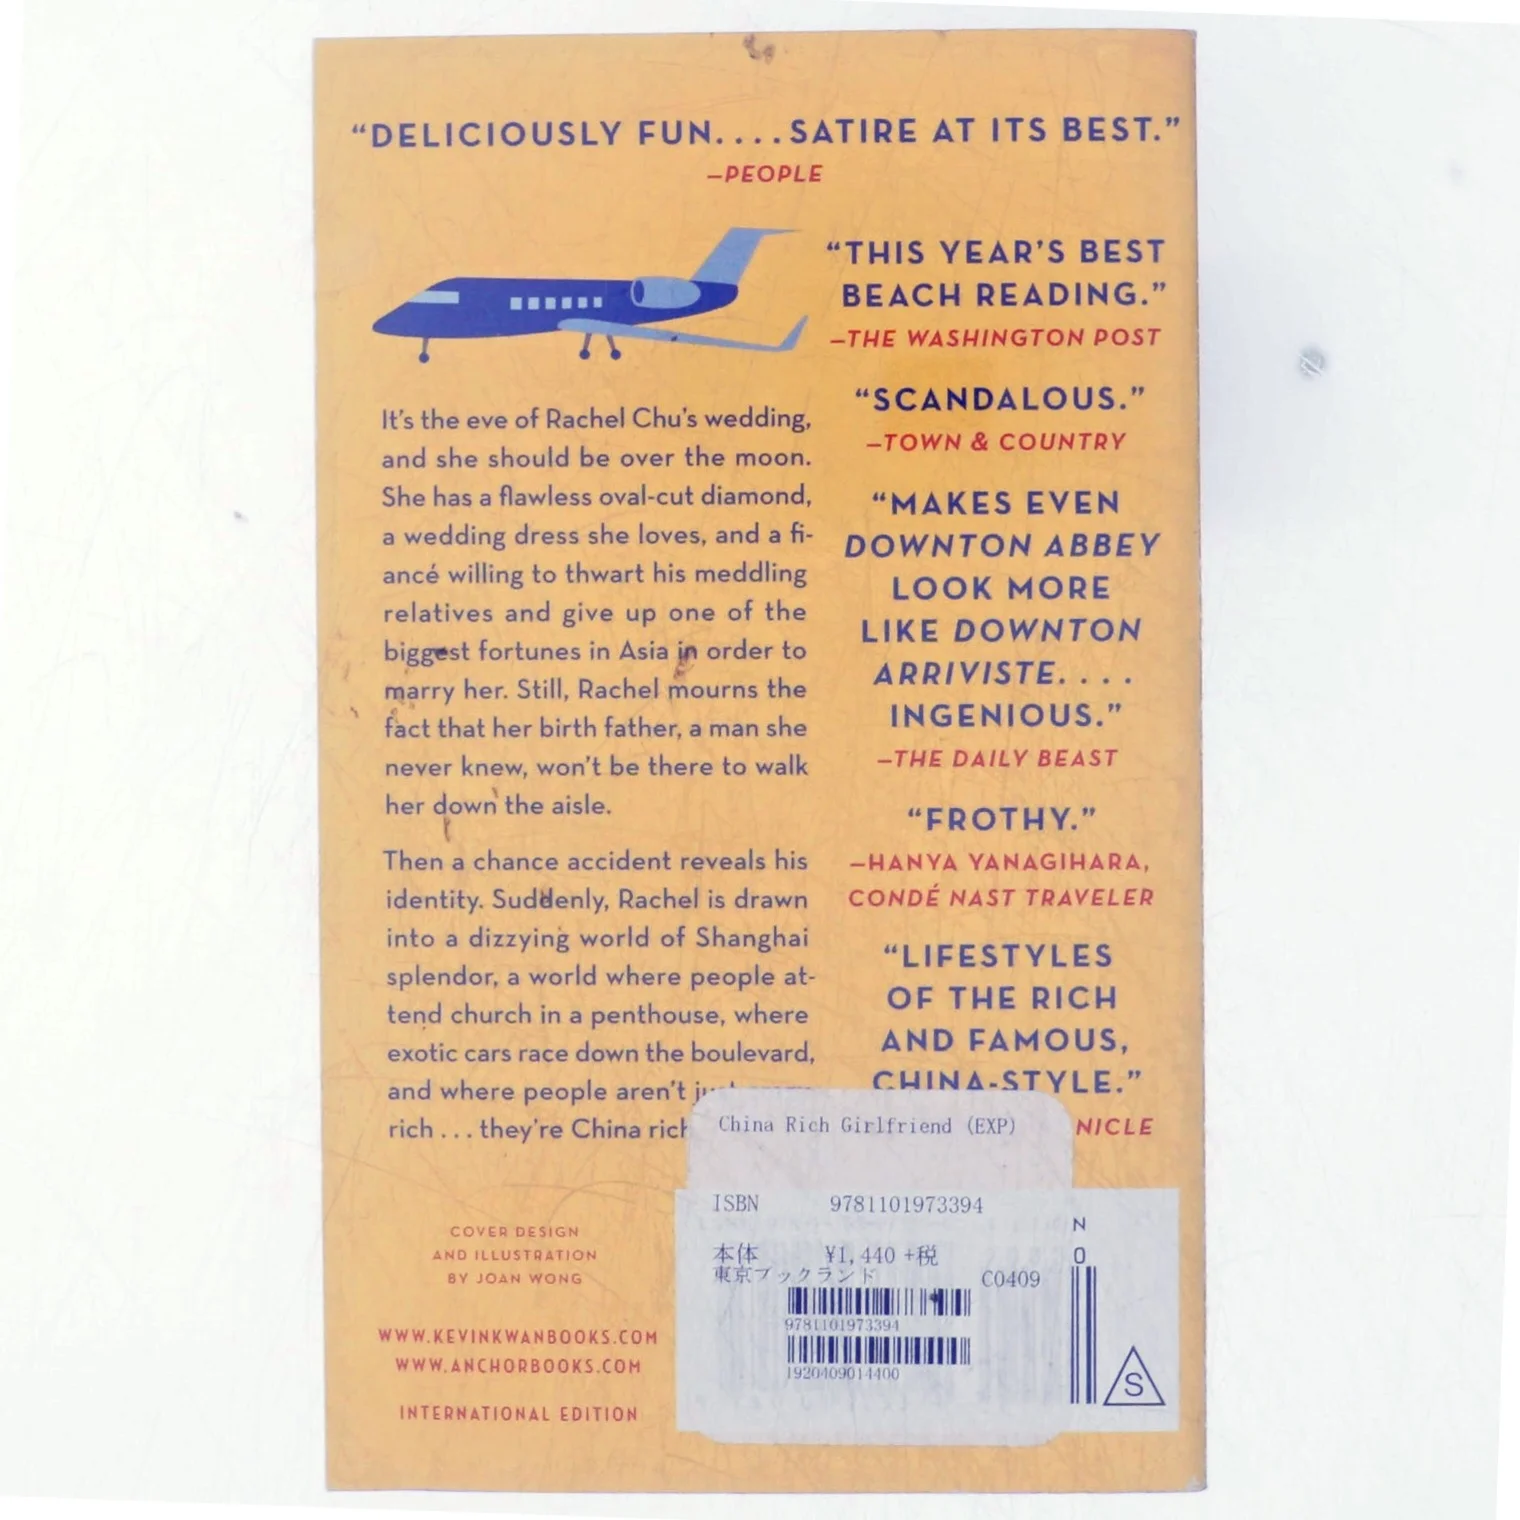 “DELICIOUSLY FUN....SATIRE AT ITS BEST.”
—PEOPLE
It’s the eve of Rachel Chu’s wedding,
and she should be over the moon.
She has a flawless oval-cut diamond,
a wedding dress she loves, and a fi-
ancé willing to thwart his meddling
relatives and give up one of the
biggest fortunes in Asia in order to
marry her. Still, Rachel mourns the
fact that her birth father, a man she
never knew, won’t be there to walk
her down the aisle.
Then a chance accident reveals his
identity. Suddenly, Rachel is drawn
into a dizzying world of Shanghai
splendor, a world where people at-
tend church in a penthouse, where
exotic cars race down the boulevard,
and where people aren’t
rich ... they’re China rich
“THIS YEAR’S BEST
BEACH READING.”
—THE WASHINGTON POST
“SCANDALOUS.”
—TOWN & COUNTRY
“MAKES EVEN
DOWNTON ABBEY
LOOK MORE
LIKE DOWNTON
ARRIVISTE....
INGENIOUS.”
—THE DAILY BEAST
“FROTHY.”
—HANYA YANAGIHARA,
CONDÉ NAST TRAVELER
“LIFESTYLES
OF THE RICH
AND FAMOUS,
CHINA-STYLE.”
NICLE
COVER DESIGN
AND ILLUSTRATION
BY JOAN WONG
WWW.KEVINKWANBOOKS.COM
WWW.ANCHORBOOKS.COM
INTERNATIONAL EDITION
China Rich Girlfriend (EXP)
ISBN 9781101973394
本体 ¥1,440 +税
東京ブックランド C0409
9781101973394
1920409014400
N
0
S